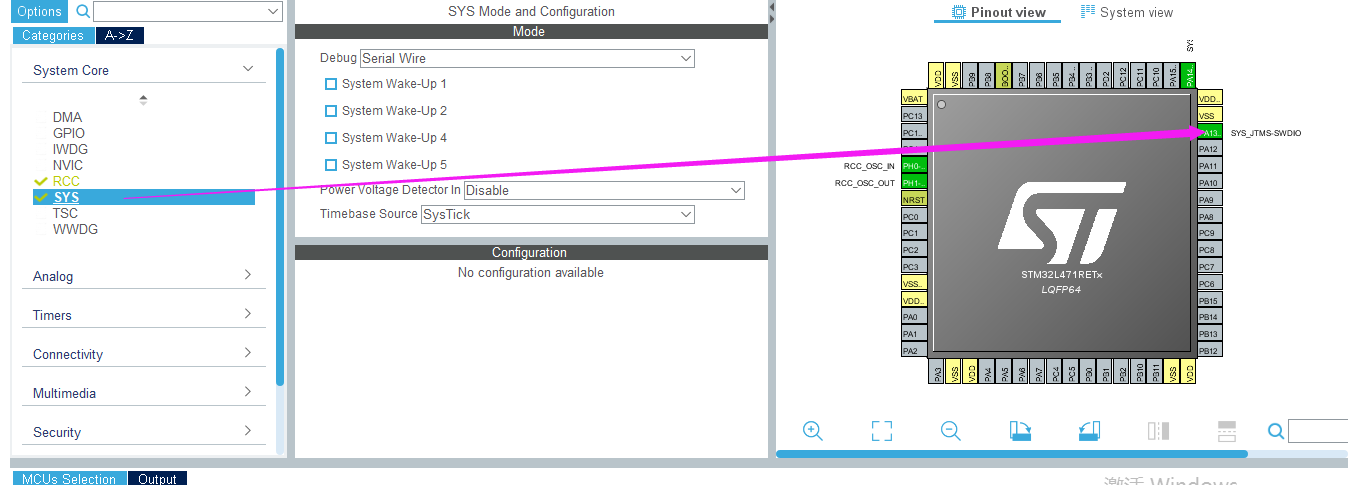 Options
Categories
A->Z
System Core
DMA
GPIO
IWDG
NVIC
RCC
SYS
TSC
WWDG
Analog
Timers
Connectivity
Multimedia
Security
MCUs Selection
Output
SYS Mode and Configuration
Mode
Debug Serial Wire
System Wake-Up 1
System Wake-Up 2
System Wake-Up 4
System Wake-Up 5
Power Voltage Detector In Disable
Timebase Source SysTick
Configuration
No configuration available
Pinout view
System view
SYS
VDD
VSS
PB9
PB8
BOO..
PB7
PB6
PB5
PB4..
PB3..
PD2
PC12
PC11
PC10
PA15..
PA14..
VBAT
PC13
PC1..
RCC_OSC_IN
PH0-..
RCC_OSC_OUT
PH1-..
NRST
PC0
PC1
PC2
PC3
VSS..
VDD..
PA0
PA1
PA2
VDD..
VSS
PA13..
SYS_JTMS-SWDIO
PA12
PA11
PA10
PA9
PA8
PC9
PC8
PC7
PC6
PB15
PB14
PB13
PB12
STM32L471RETx
LQFP64
PA3
VSS
VDD
PA4
PA5
PA6
PA7
PC4
PC5
PB0
PB1
PB2
PB10
PB11
VSS
VDD
激活 Windows